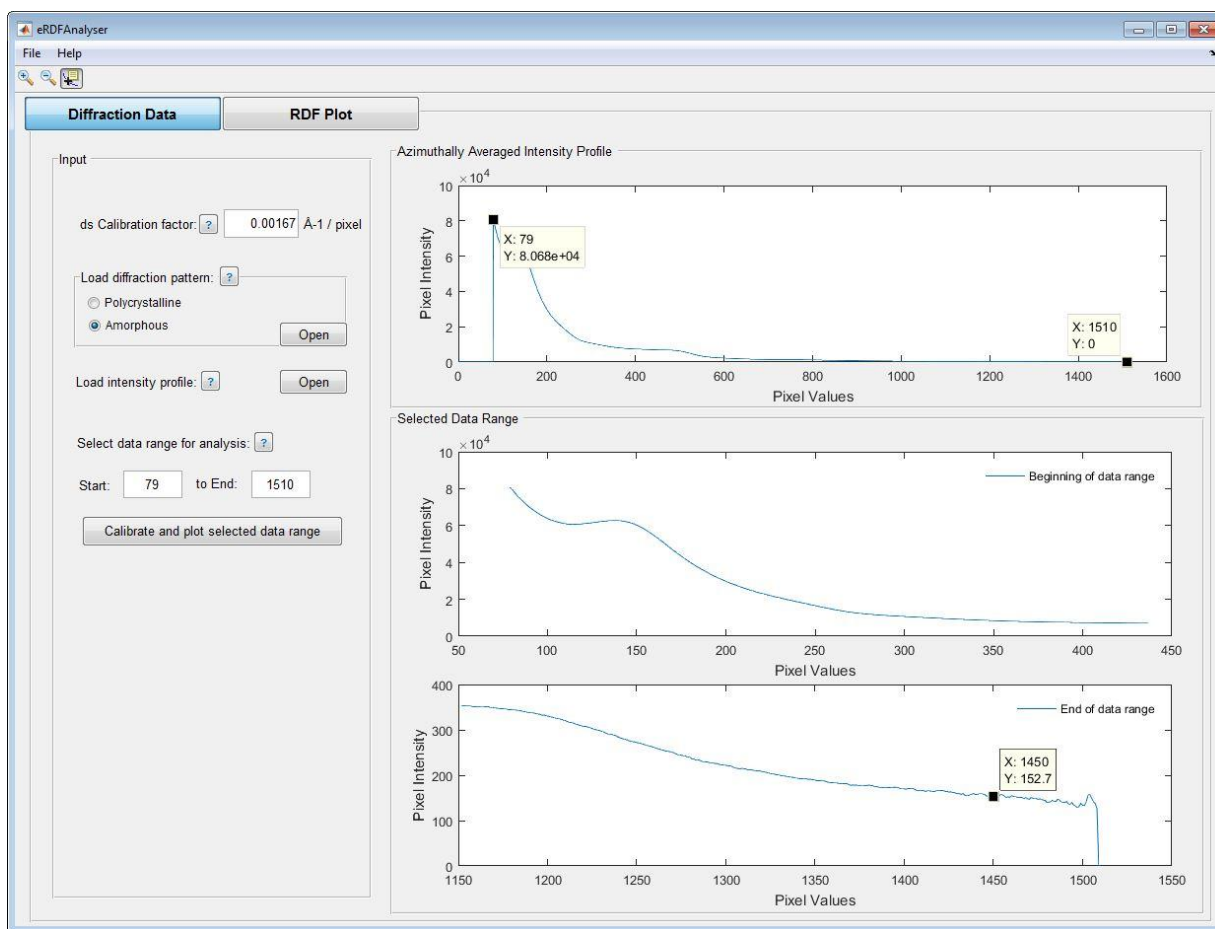 eRDFAnalyser
File Help
Diffraction Data RDF Plot
Input
ds Calibration factor: ? 0.00167 Å-1 / pixel
Load diffraction pattern: ?
Polycrystalline
Amorphous
Open
Load intensity profile: ? Open
Select data range for analysis: ?
Start: 79 to End: 1510
Calibrate and plot selected data range
Azimuthally Averaged Intensity Profile
×10^4
10
8
6
4
2
0
Pixel Intensity
X: 79
Y: 8.068e+04
X: 1510
Y: 0
0 200 400 600 800 1000 1200 1400 1600
Pixel Values
Selected Data Range
×10^4
10
8
6
4
2
0
Pixel Intensity
Beginning of data range
50 100 150 200 250 300 350 400 450
Pixel Values
400
300
200
100
0
Pixel Intensity
End of data range
X: 1450
Y: 152.7
1150 1200 1250 1300 1350 1400 1450 1500 1550
Pixel Values